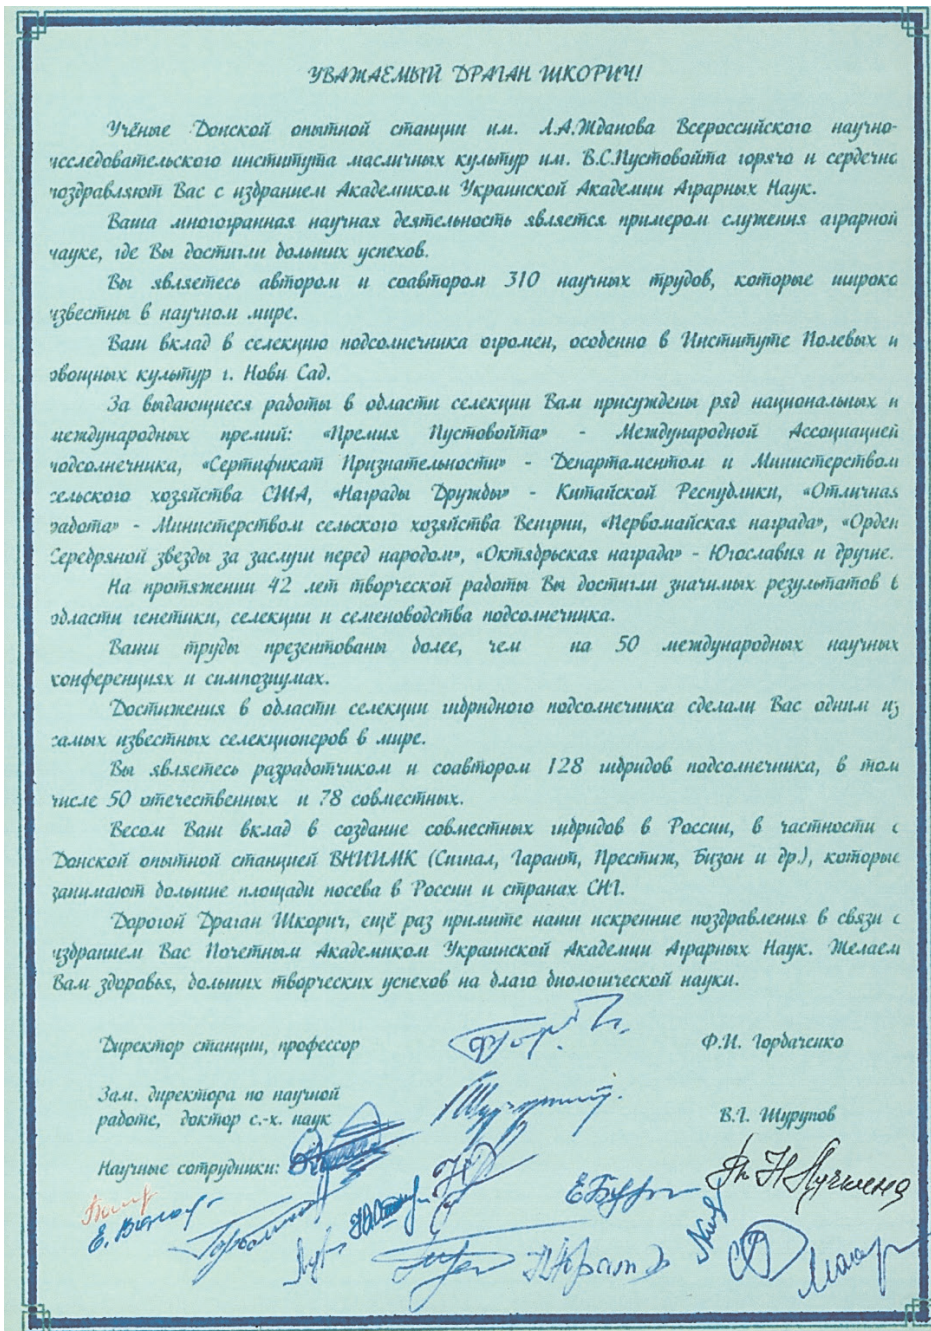 УВАЖАЕМЫЙ ДРАГАН ШКОРИЧ!
Учёные Донской опытной станции им. Л.А.Жданова Всероссийского научно-
исследовательского института масличных культур им. В.С.Пустовойта горячо и сердечно
поздравляют Вас с избранием Академиком Украинской Академии Аграрных Наук.
Ваша многогранная научная деятельность является примером служения аграрной
науке, где Вы достигли больших успехов.
Вы являетесь автором и соавтором 310 научных трудов, которые широко
известны в научном мире.
Ваш вклад в селекцию подсолнечника огромен, особенно в Институте Полевых и
овощных культур г. Нови Сад.
За выдающиеся работы в области селекции Вам присуждены ряд национальных и
международных премий: «Премия Пустовойта» - Международной Ассоциацией
подсолнечника, «Сертификат Признательности» - Департаментом и Министерством
сельского хозяйства США, «Награды Дружбы» - Китайской Республики, «Отличная
работа» - Министерством сельского хозяйства Венгрии, «Первомайская награда», «Орден
Серебряной звезды за заслуги перед народом», «Октябрьская награда» - Югославия и другие.
На протяжении 42 лет творческой работы Вы достигли значимых результатов в
области генетики, селекции и семеноводства подсолнечника.
Ваши труды презентованы более, чем на 50 международных научных
конференциях и симпозиумах.
Достижения в области селекции гибридного подсолнечника сделали Вас одним из
самых известных селекционеров в мире.
Вы являетесь разработчиком и соавтором 128 гибридов подсолнечника, в том
числе 50 отечественных и 78 совместных.
Весом Ваш вклад в создание совместных гибридов в России, в частности с
Донской опытной станцией ВНИИМК (Сигнал, Гарант, Престиж, Бизон и др.), которые
занимают большие площади посева в России и странах СНГ.
Дорогой Драган Шкорич, ещё раз примите наши искренние поздравления в связи с
избранием Вас Почетным Академиком Украинской Академии Аграрных Наук. Желаем
Вам здоровья, больших творческих успехов на благо биологической науки.
Директор станции, профессор Ф.И. Горбаченко
Зам. директора по научной
работе, доктор с.-х. наук В.Г. Шурупов
Научные сотрудники: